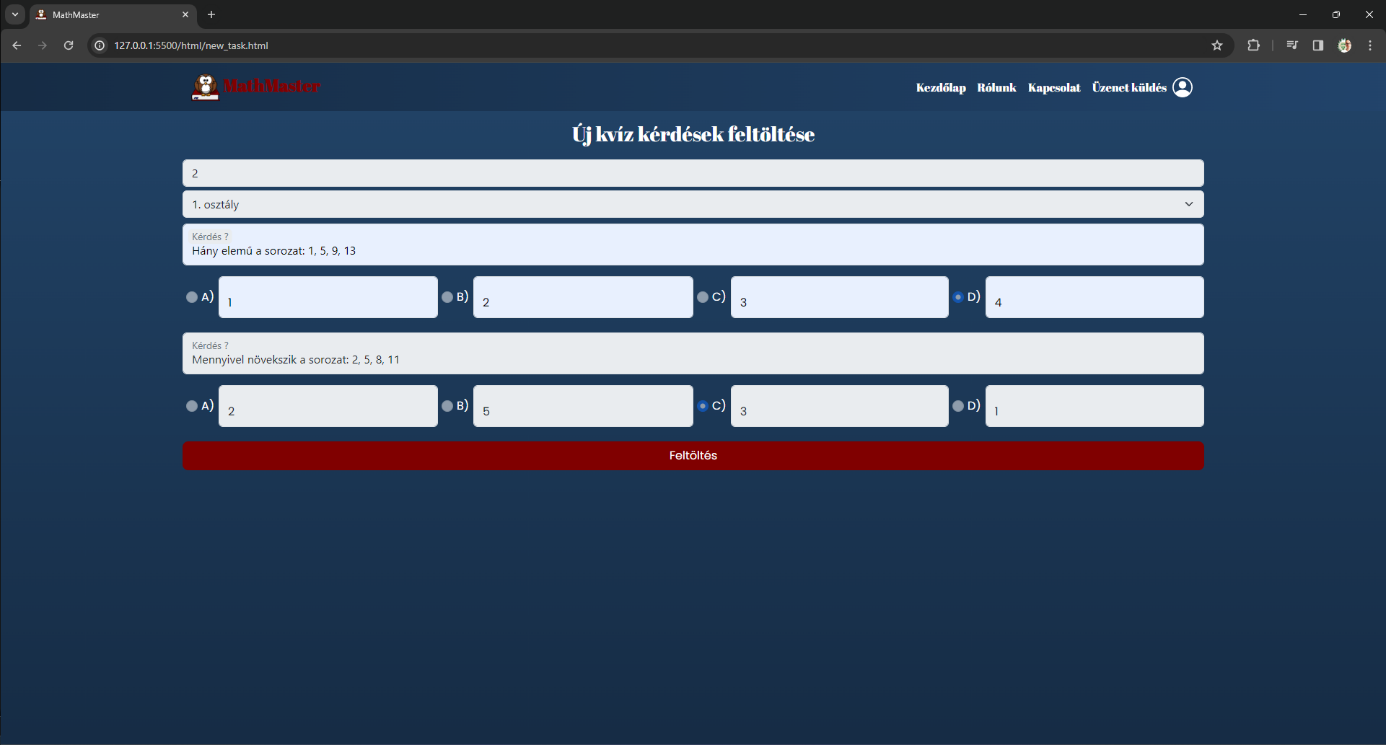 MathMaster
127.0.0.1:5500/html/new_task.html
MathMaster Kezdőlap Rólunk Kapcsolat Üzenet küldés
Új kvíz kérdések feltöltése
2
1. osztály
Kérdés ?
Hány elemű a sorozat: 1, 5, 9, 13
A) 1 B) 2 C) 3 D) 4
Kérdés ?
Mennyivel növekszik a sorozat: 2, 5, 8, 11
A) 2 B) 5 C) 3 D) 1
Feltöltés